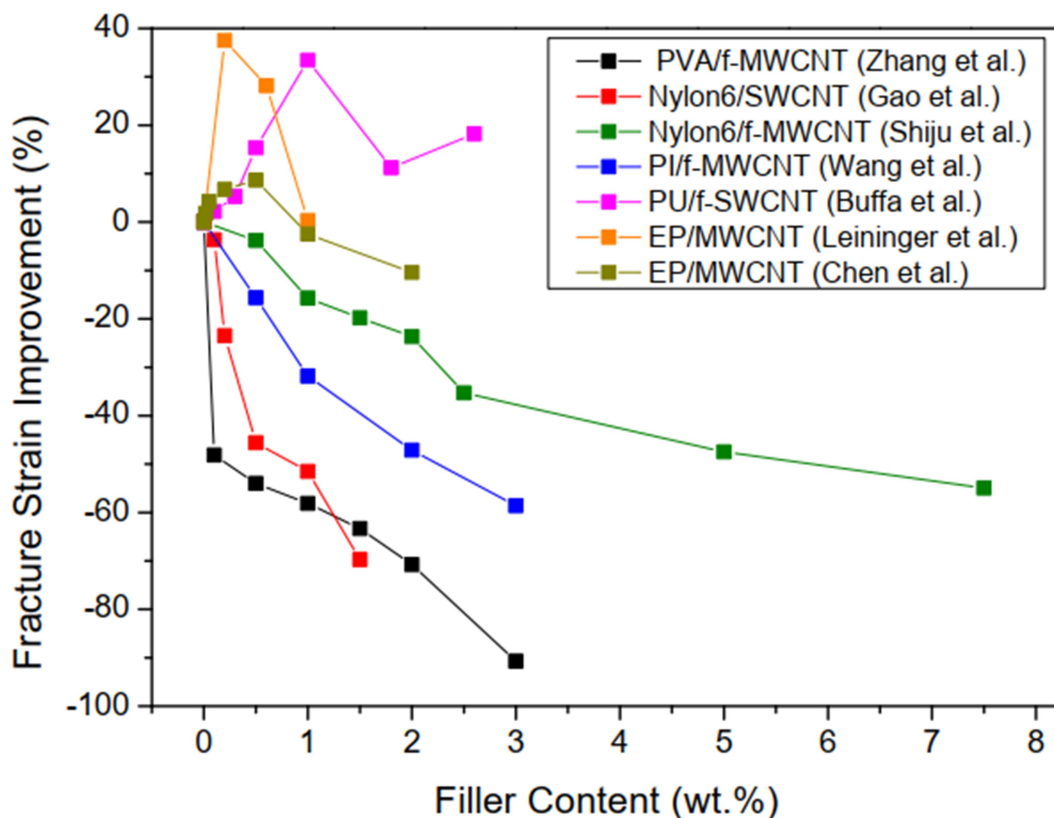 40
20
0
-20
-40
-60
-80
-100
Fracture Strain Improvement (%)
PVA/f-MWCNT (Zhang et al.)
Nylon6/SWCNT (Gao et al.)
Nylon6/f-MWCNT (Shiju et al.)
PI/f-MWCNT (Wang et al.)
PU/f-SWCNT (Buffa et al.)
EP/MWCNT (Leininger et al.)
EP/MWCNT (Chen et al.)
0 1 2 3 4 5 6 7 8
Filler Content (wt.%)